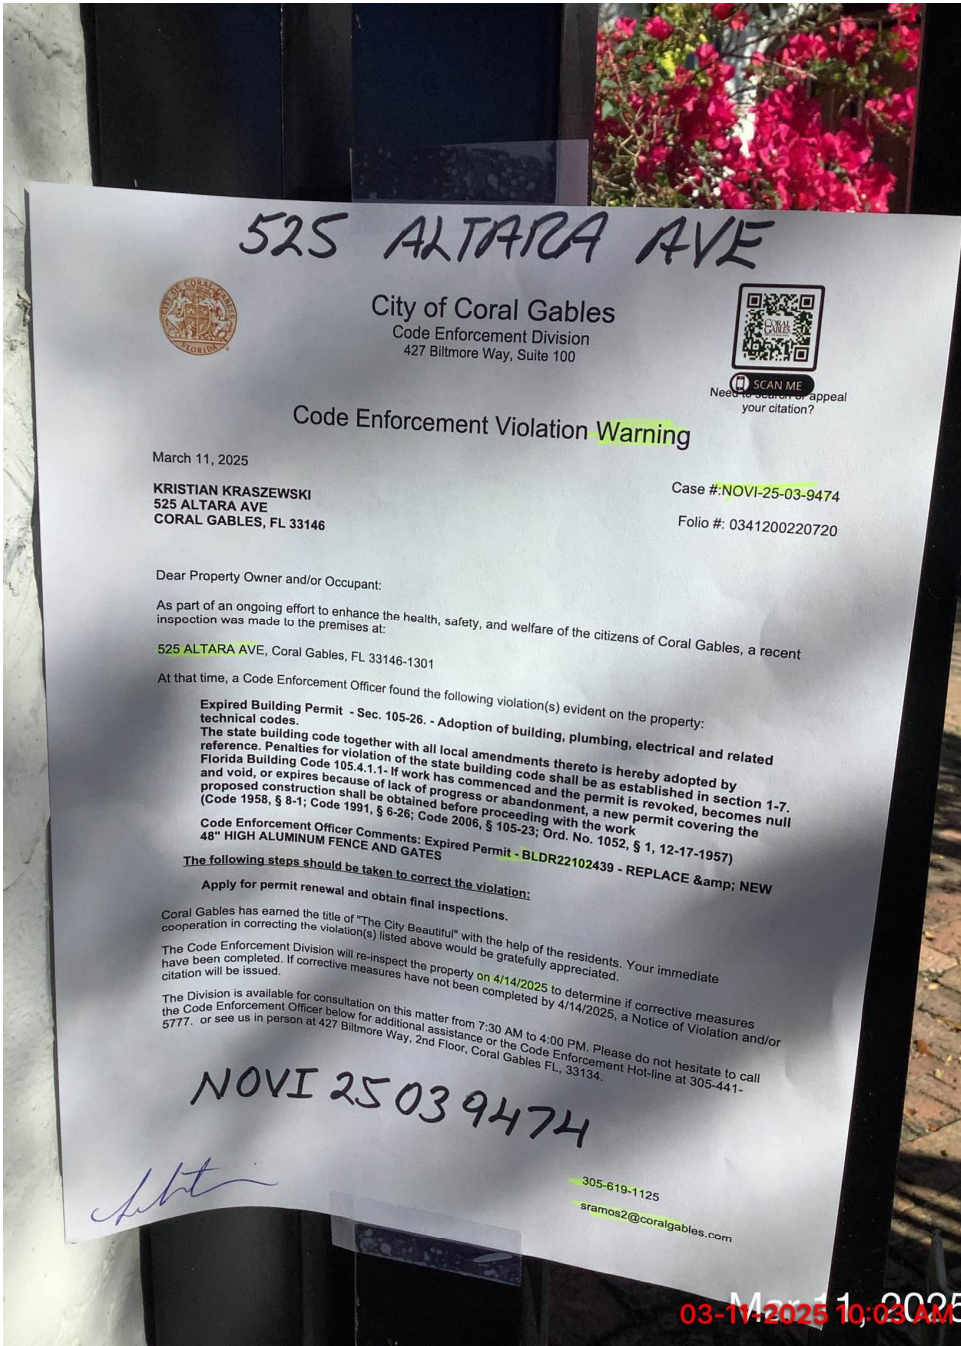 525 ALTARA AVE
City of Coral Gables
Code Enforcement Division
427 Biltmore Way, Suite 100
CITY OF CORAL GABLES
FLORIDA
CORAL GABLES
SCAN ME
Need to search or appeal
your citation?
Code Enforcement Violation Warning
March 11, 2025
KRISTIAN KRASZEWSKI
525 ALTARA AVE
CORAL GABLES, FL 33146
Case #:NOVI-25-03-9474
Folio #: 0341200220720
Dear Property Owner and/or Occupant:
As part of an ongoing effort to enhance the health, safety, and welfare of the citizens of Coral Gables, a recent
inspection was made to the premises at:
525 ALTARA AVE, Coral Gables, FL 33146-1301
At that time, a Code Enforcement Officer found the following violation(s) evident on the property:
Expired Building Permit - Sec. 105-26. - Adoption of building, plumbing, electrical and related
technical codes.
The state building code together with all local amendments thereto is hereby adopted by
reference. Penalties for violation of the state building code shall be as established in section 1-7.
Florida Building Code 105.4.1.1- If work has commenced and the permit is revoked, becomes null
and void, or expires because of lack of progress or abandonment, a new permit covering the
proposed construction shall be obtained before proceeding with the work
(Code 1958, § 8-1; Code 1991, § 6-26; Code 2006, § 105-23; Ord. No. 1052, § 1, 12-17-1957)
Code Enforcement Officer Comments: Expired Permit - BLDR22102439 - REPLACE &amp; NEW
48" HIGH ALUMINUM FENCE AND GATES
The following steps should be taken to correct the violation:
Apply for permit renewal and obtain final inspections.
Coral Gables has earned the title of "The City Beautiful" with the help of the residents. Your immediate
cooperation in correcting the violation(s) listed above would be gratefully appreciated.
The Code Enforcement Division will re-inspect the property on 4/14/2025 to determine if corrective measures
have been completed. If corrective measures have not been completed by 4/14/2025, a Notice of Violation and/or
citation will be issued.
The Division is available for consultation on this matter from 7:30 AM to 4:00 PM. Please do not hesitate to call
the Code Enforcement Officer below for additional assistance or the Code Enforcement Hot-line at 305-441-
5777. or see us in person at 427 Biltmore Way, 2nd Floor, Coral Gables FL, 33134.
NOVI 25 03 9474
305-619-1125
sramos2@coralgables.com
Mar 11, 2025
03-11-2025 10:03 AM